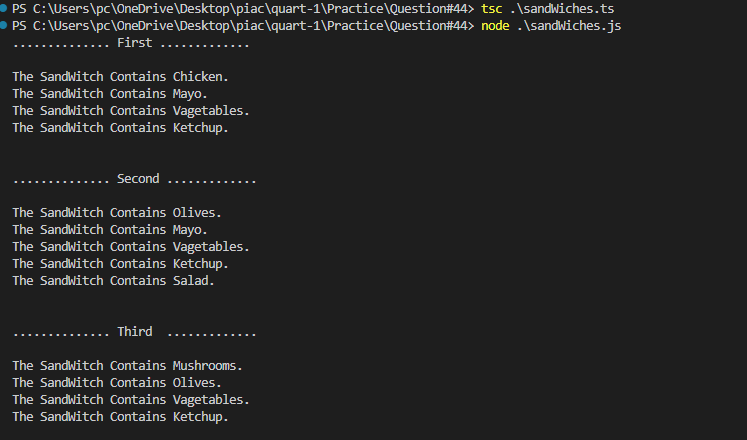 PS C:\Users\pc\OneDrive\Desktop\piac\quart-1\Practice\Question#44> tsc .\sandWiches.ts
PS C:\Users\pc\OneDrive\Desktop\piac\quart-1\Practice\Question#44> node .\sandWiches.js
.............. First .............
The SandWitch Contains Chicken.
The SandWitch Contains Mayo.
The SandWitch Contains Vagetables.
The SandWitch Contains Ketchup.
.............. Second .............
The SandWitch Contains Olives.
The SandWitch Contains Mayo.
The SandWitch Contains Vagetables.
The SandWitch Contains Ketchup.
The SandWitch Contains Salad.
.............. Third  .............
The SandWitch Contains Mushrooms.
The SandWitch Contains Olives.
The SandWitch Contains Vagetables.
The SandWitch Contains Ketchup.